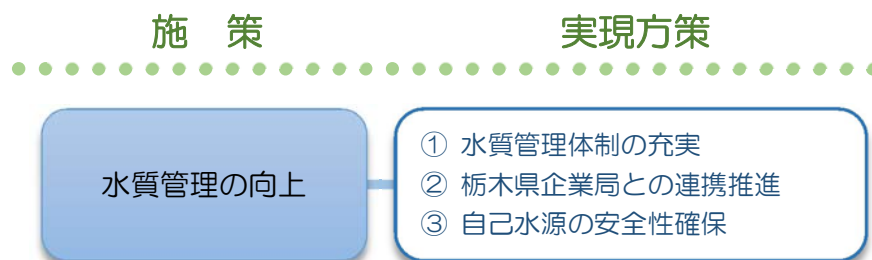 施　策
実現方策
水質管理の向上
① 水質管理体制の充実
② 栃木県企業局との連携推進
③ 自己水源の安全性確保